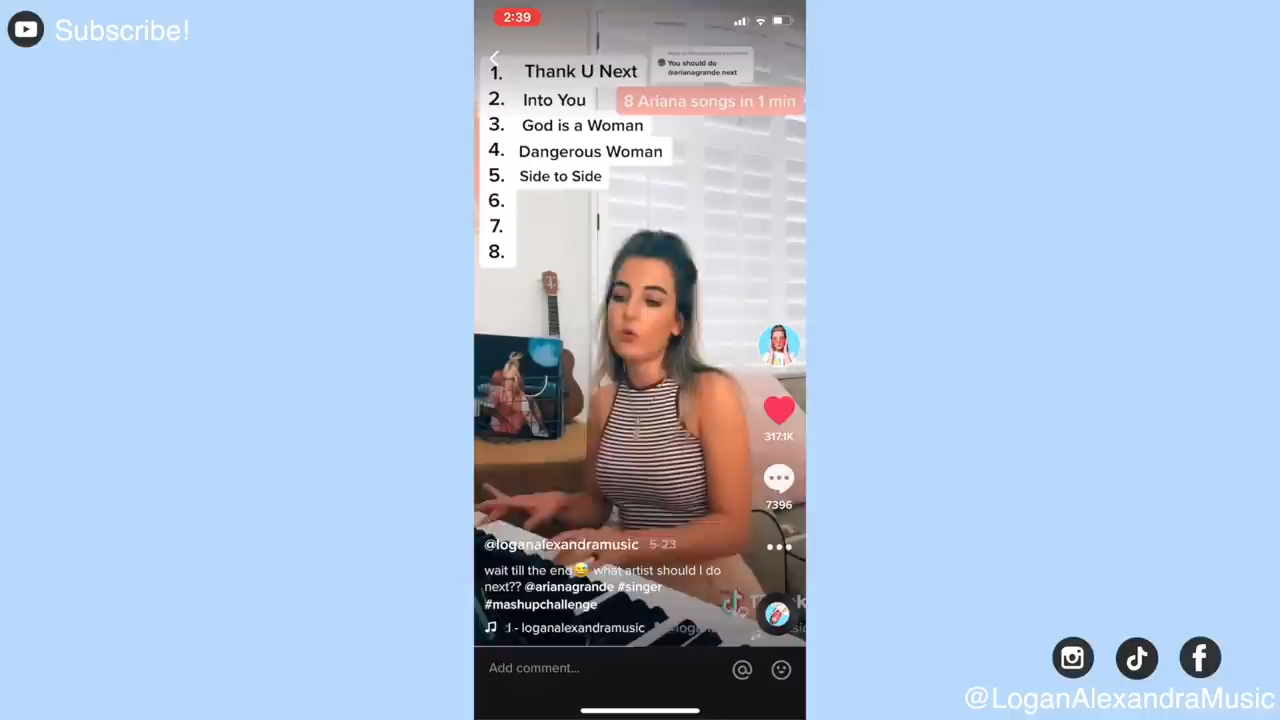 Subscribe!
2:39
1. Thank U Next
You should do
@arianagrande next
2. Into You
8 Ariana songs in 1 min
3. God is a Woman
4. Dangerous Woman
5. Side to Side
6.
7.
8.
317.1K
7396
@loganalexandramusic 5-23
wait till the end😅 what artist should I do
next?? @arianagrande #singer
#mashupchallenge
- loganalexandramusic
Add comment...
@LoganAlexandraMusic